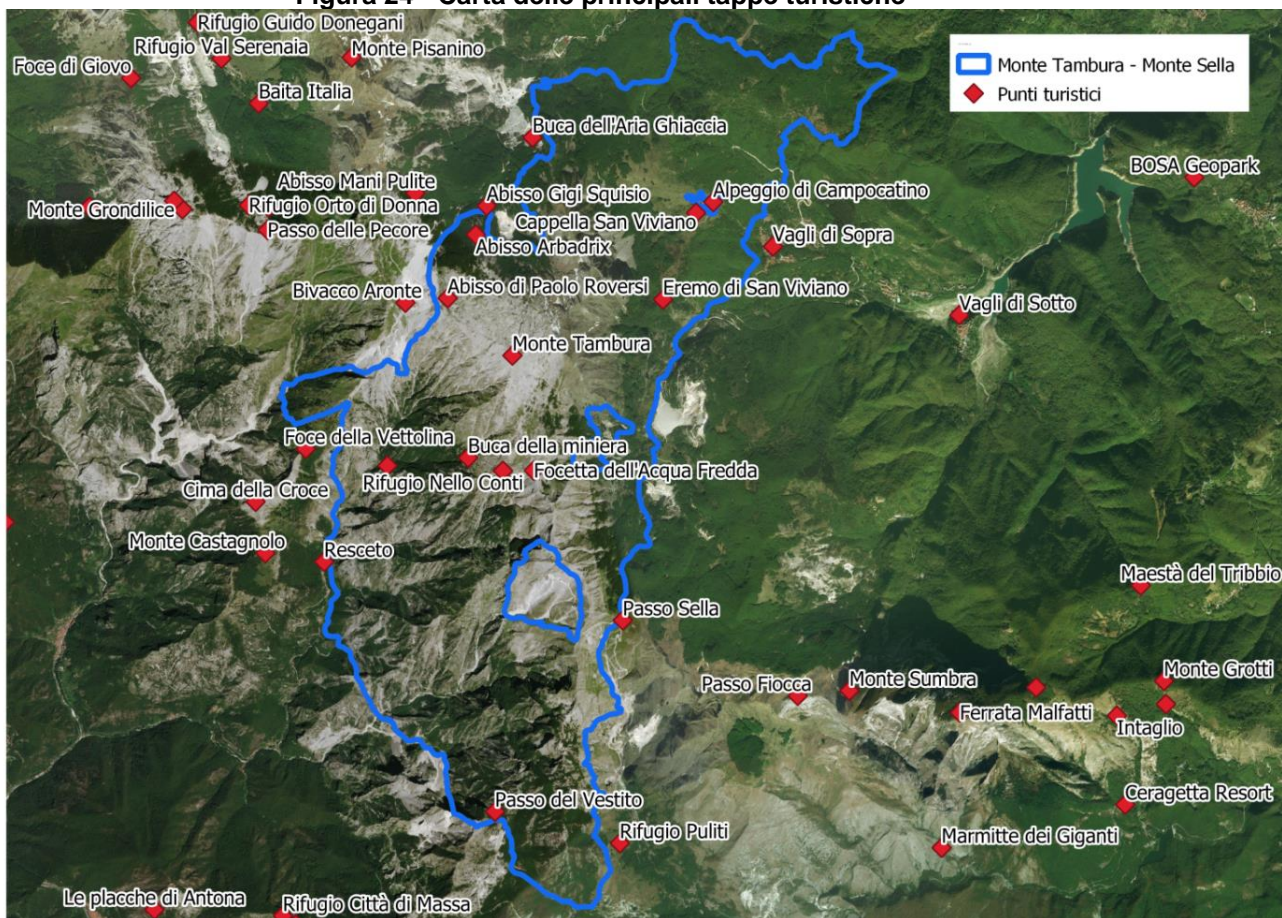 Figura 24 - Carta delle principali tappe turistiche
Rifugio Guido Donegani
Rifugio Val Serenaia
Monte Pisanino
Foce di Giovo
Baita Italia
Monte Tambura - Monte Sella
Punti turistici
Buca dell'Aria Ghiaccia
BOSA Geopark
Abisso Mani Pulite
Abisso Gigi Squisio
Alpeggio di Campocatino
Monte Grondilice
Rifugio Orto di Donna
Cappella San Viviano
Passo delle Pecore
Abisso Arbadrix
Vagli di Sopra
Bivacco Aronte
Abisso di Paolo Roversi
Eremo di San Viviano
Vagli di Sotto
Monte Tambura
Foce della Vettolina
Buca della miniera
Rifugio Nello Conti
Focetta dell'Acqua Fredda
Cima della Croce
Monte Castagnolo
Resceto
Maestà del Tribbio
Passo Sella
Passo Fiocca
Monte Sumbra
Monte Grotti
Ferrata Malfatti
Intaglio
Passo del Vestito
Ceragetta Resort
Rifugio Puliti
Marmitte dei Giganti
Le placche di Antona
Rifugio Città di Massa